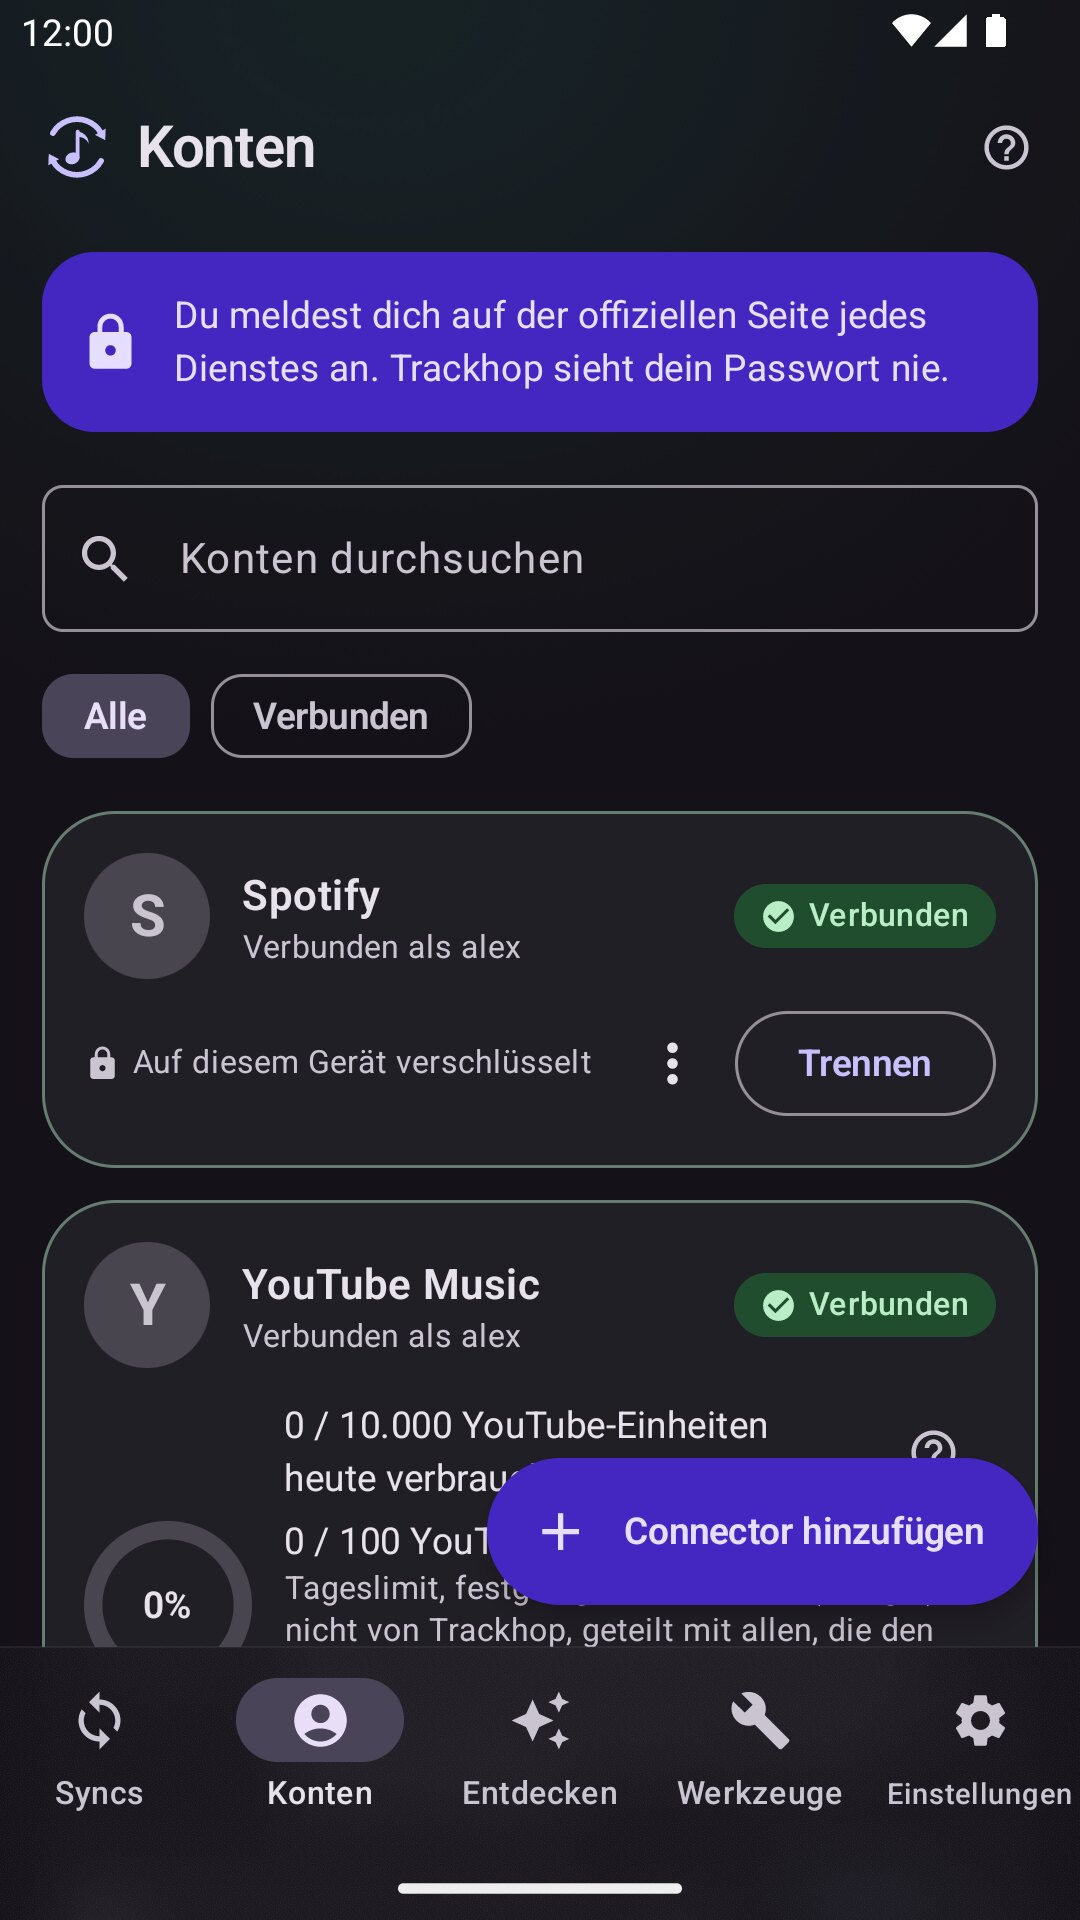 12:00
Konten
Du meldest dich auf der offiziellen Seite jedes
Dienstes an. Trackhop sieht dein Passwort nie.
Konten durchsuchen
Alle
Verbunden
S
Spotify
Verbunden als alex
Verbunden
Auf diesem Gerät verschlüsselt
Trennen
Y
YouTube Music
Verbunden als alex
Verbunden
0 / 10.000 YouTube-Einheiten
heute
0 / 100
Tageslimit,
nicht von Trackhop, geteilt mit allen, die den
0%
Connector hinzufügen
Syncs
Konten
Entdecken
Werkzeuge
Einstellungen